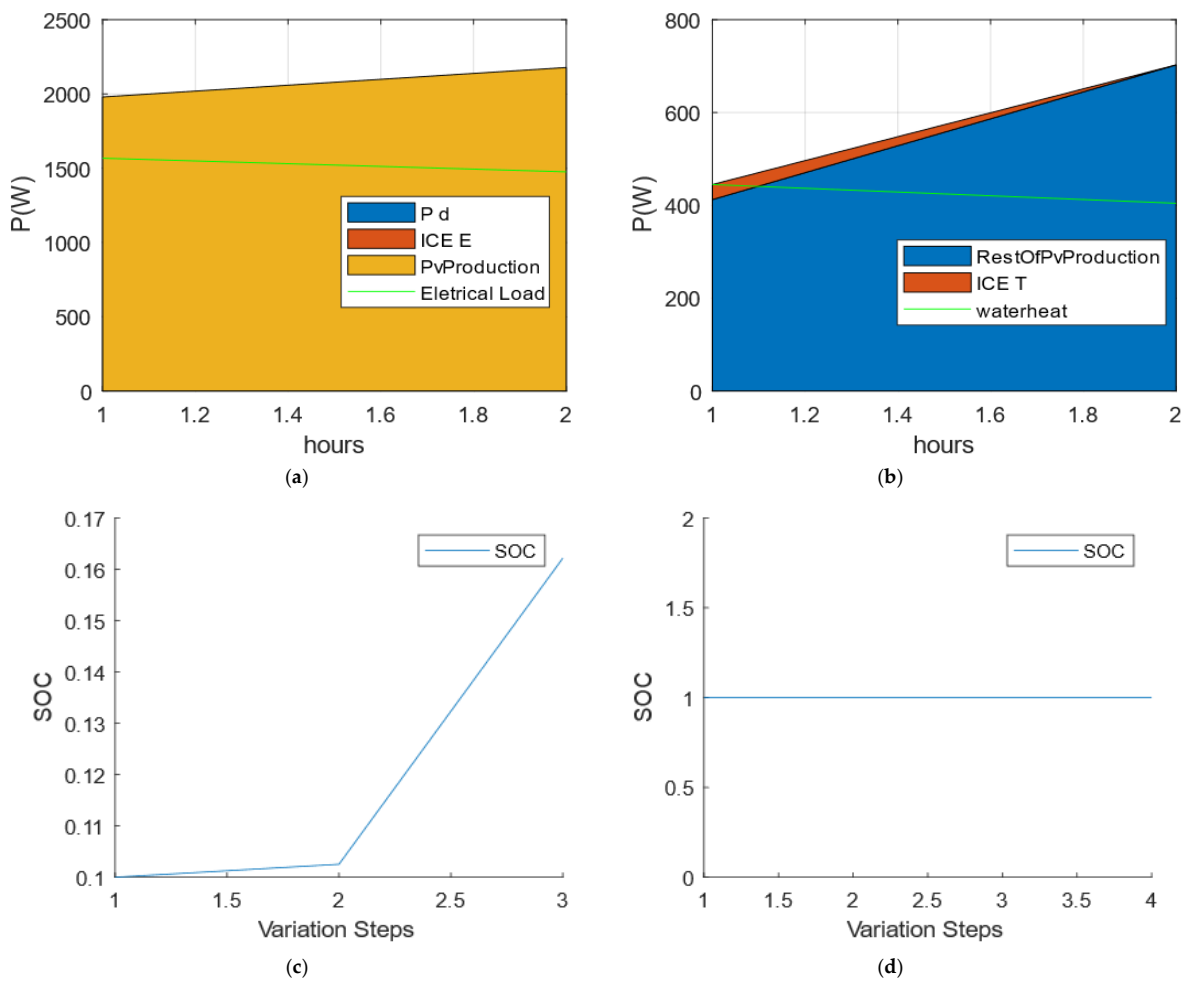 2500
2000
1500
1000
500
0
P(W)
P d
ICE E
PvProduction
Eletrical Load
1
1.2
1.4
1.6
1.8
2
hours
(a)
800
600
400
200
0
P(W)
RestOfPvProduction
ICE T
waterheat
1
1.2
1.4
1.6
1.8
2
hours
(b)
0.17
0.16
0.15
0.14
0.13
0.12
0.11
0.1
SOC
SOC
1
1.5
2
2.5
3
Variation Steps
(c)
2
1.5
1
0.5
0
SOC
SOC
1
1.5
2
2.5
3
3.5
4
Variation Steps
(d)